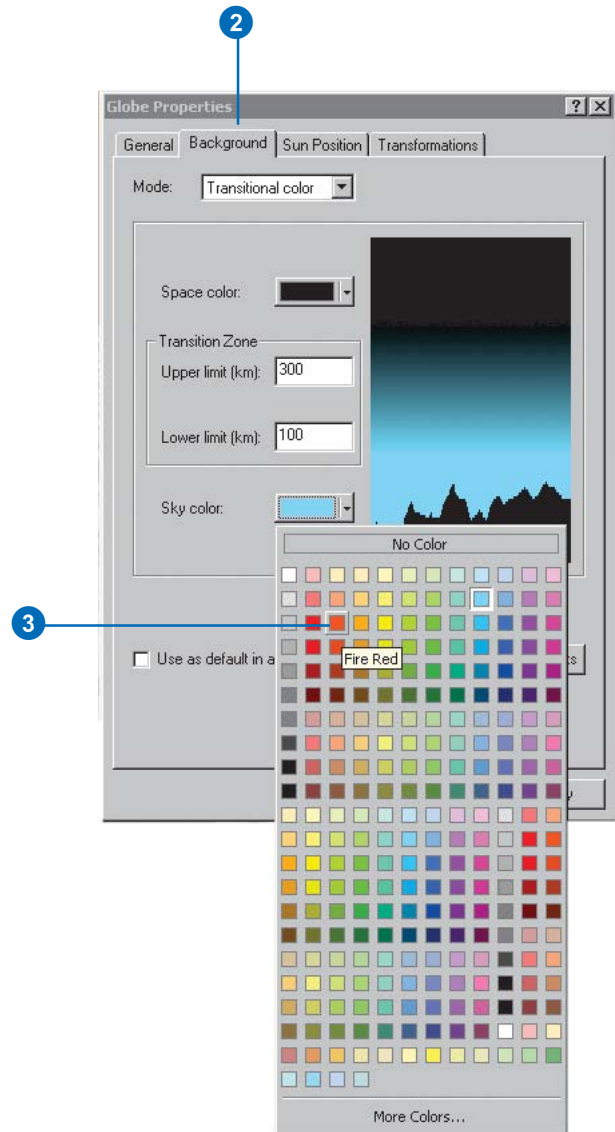 2
Globe Properties
General Background Sun Position Transformations
Mode: Transitional color
Space color:
Transition Zone
Upper limit (km): 300
Lower limit (km): 100
Sky color:
No Color
3
Use as default in a
Fire Red
More Colors...